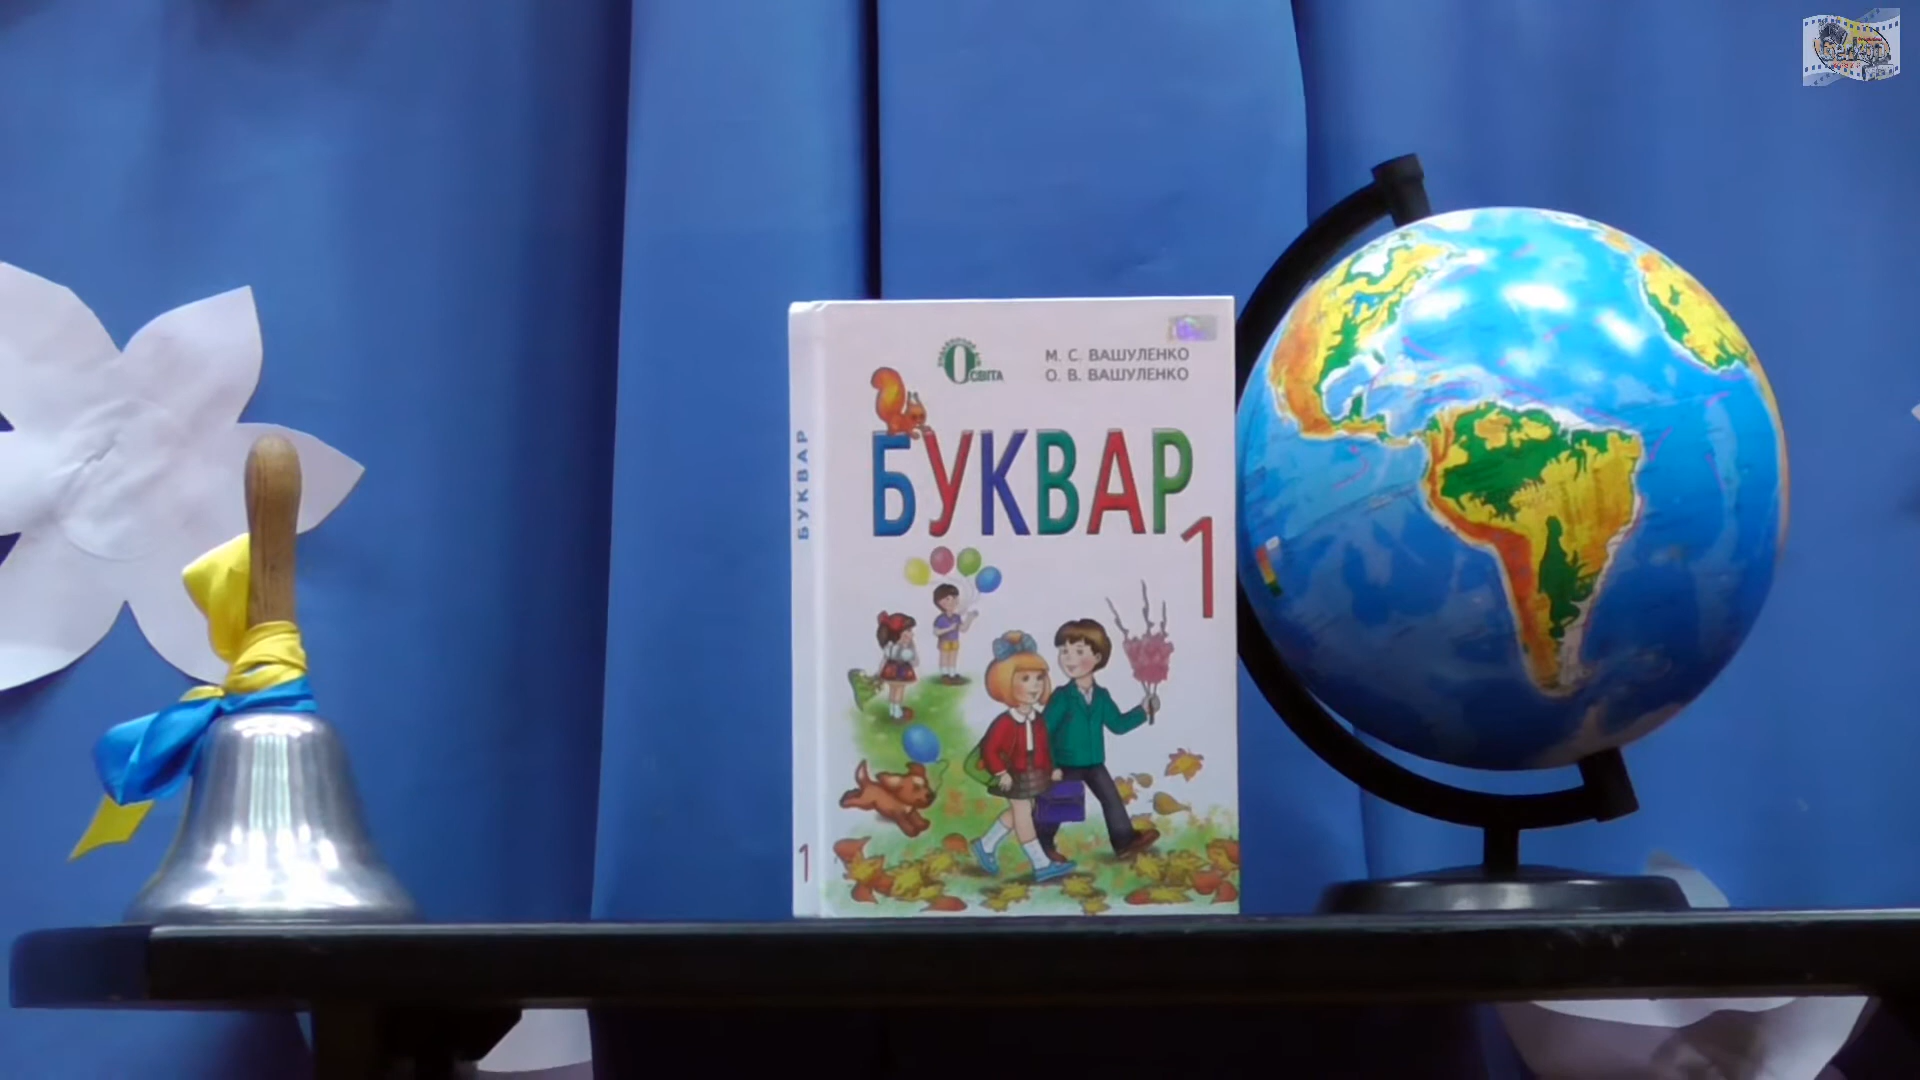 ОСВІТА
М. С. ВАШУЛЕНКО
О. В. ВАШУЛЕНКО
БУКВАР
1
БУКВАР
1